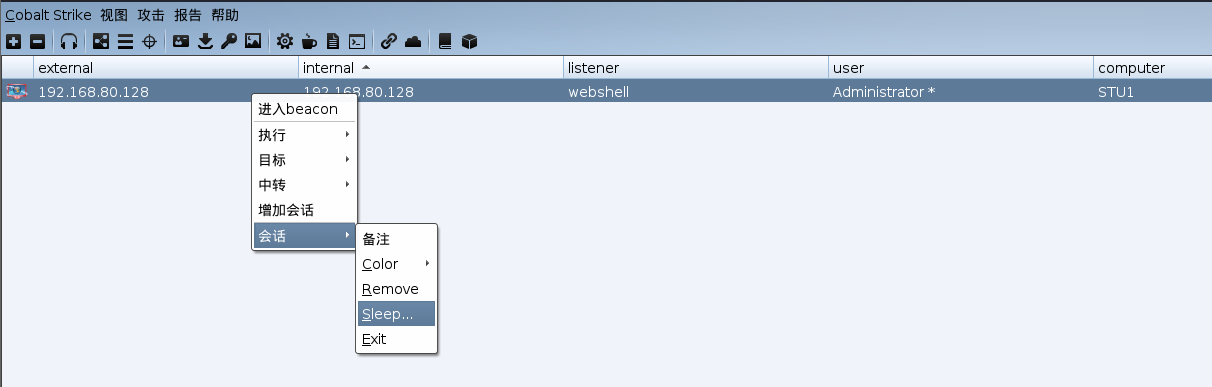 Cobalt Strike 视图 攻击 报告 帮助
external internal listener user computer
192.168.80.128 192.168.80.128 webshell Administrator * STU1
进入beacon
执行
目标
中转
增加会话
会话
备注
Color
Remove
Sleep...
Exit